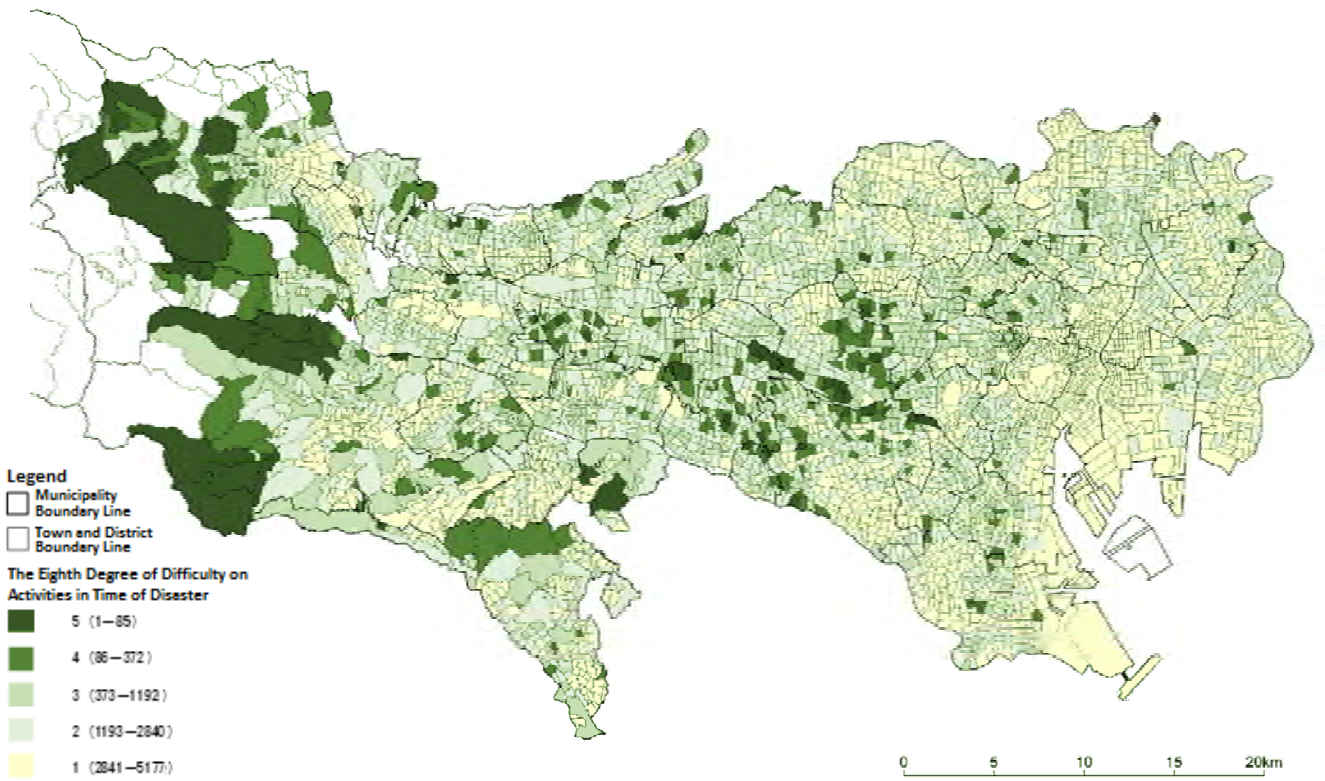 Legend
Municipality
Boundary Line
Town and District
Boundary Line
The Eighth Degree of Difficulty on
Activities in Time of Disaster
5 (1—85)
4 (86—372)
3 (373—1192)
2 (1193—2840)
1 (2841—5177)
0 5 10 15 20km